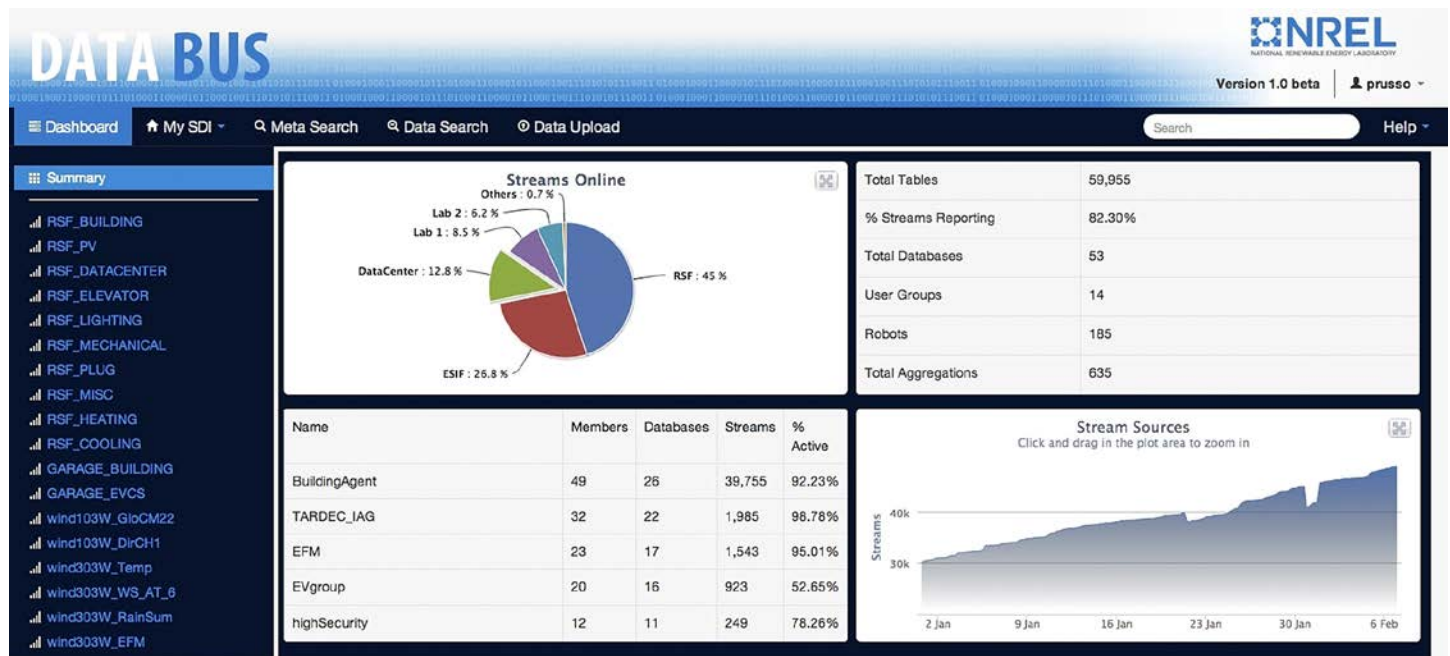 DATA BUS
NREL
NATIONAL RENEWABLE ENERGY LABORATORY
Version 1.0 beta
prusso
Dashboard
My SDI
Meta Search
Data Search
Data Upload
Search
Help
Summary
RSF_BUILDING
RSF_PV
RSF_DATACENTER
RSF_ELEVATOR
RSF_LIGHTING
RSF_MECHANICAL
RSF_PLUG
RSF_MISC
RSF_HEATING
RSF_COOLING
GARAGE_BUILDING
GARAGE_EVCS
wind103W_GloCM22
wind103W_DirCH1
wind303W_Temp
wind303W_WS_AT_6
wind303W_RainSum
wind303W_EFM
Streams Online
Others : 0.7 %
Lab 2 : 6.2 %
Lab 1 : 8.5 %
DataCenter : 12.8 %
RSF : 45 %
ESIF : 26.8 %
Total Tables 59,955
% Streams Reporting 82.30%
Total Databases 53
User Groups 14
Robots 185
Total Aggregations 635
Name Members Databases Streams %
Active
BuildingAgent 49 26 39,755 92.23%
TARDEC_IAG 32 22 1,985 98.78%
EFM 23 17 1,543 95.01%
EVgroup 20 16 923 52.65%
highSecurity 12 11 249 78.26%
Stream Sources
Click and drag in the plot area to zoom in
Streams
40k
30k
2 Jan 9 Jan 16 Jan 23 Jan 30 Jan 6 Feb